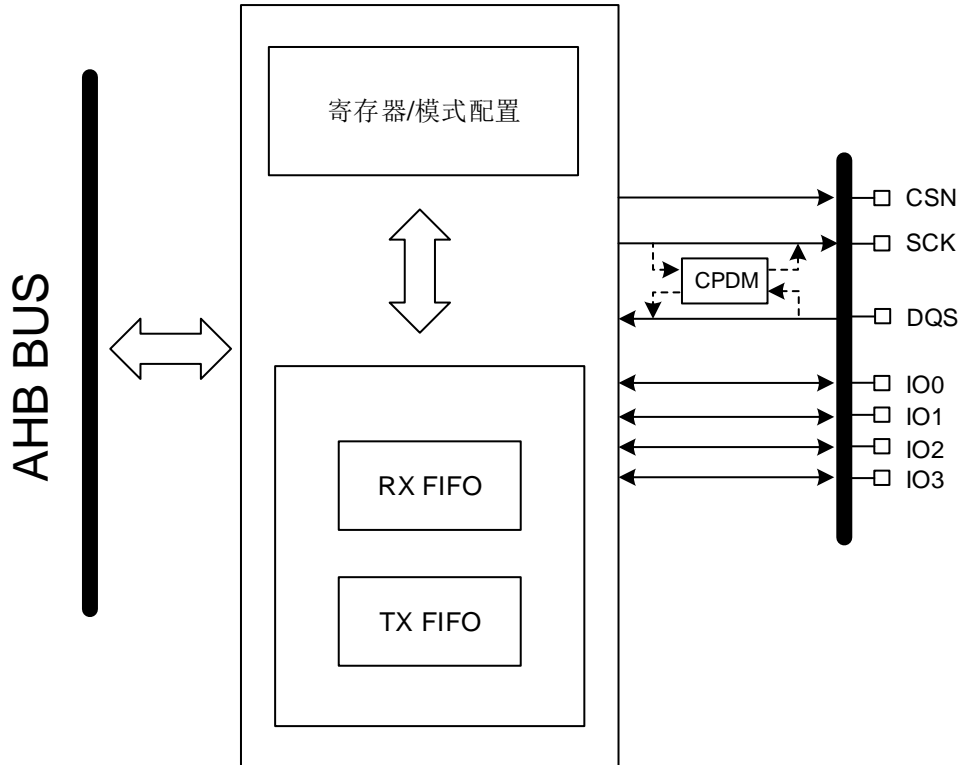 AHB BUS
寄存器/模式配置
RX FIFO
TX FIFO
CPDM
CSN
SCK
DQS
IO0
IO1
IO2
IO3